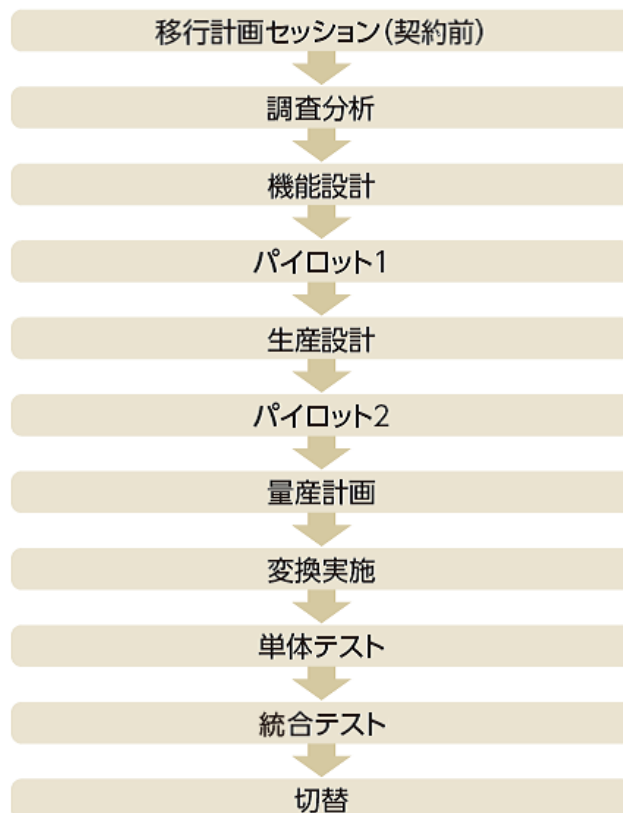 移行計画セッション(契約前)
調査分析
機能設計
パイロット1
生産設計
パイロット2
量産計画
変換実施
単体テスト
統合テスト
切替